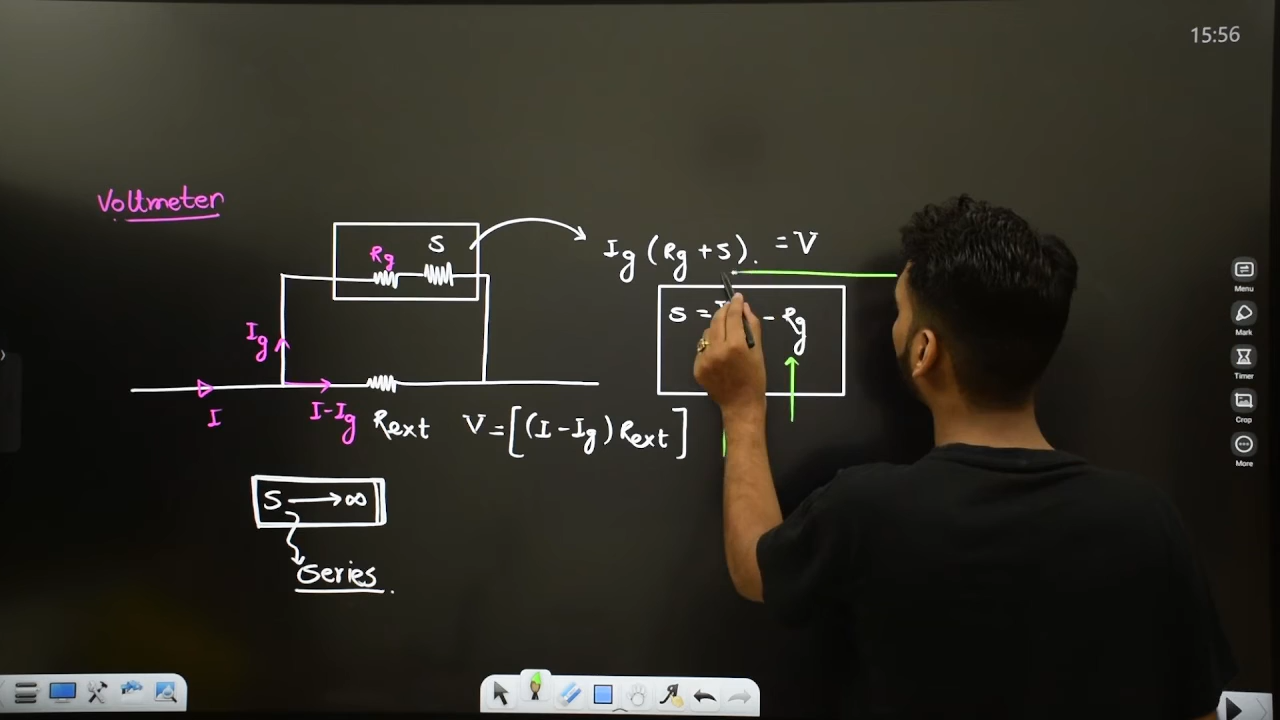 15:56
Voltmeter
Rg S
Ig (Rg + S). = V
S = - Rg
Ig
I I-Ig Rext V = [(I - Ig) Rext]
S → ∞
Series.
Menu
Mark
Timer
Crop
More